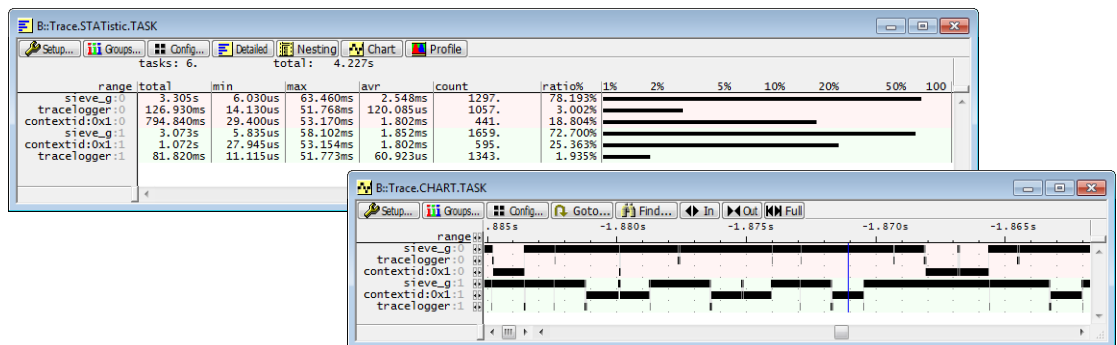 B::Trace.STATistic.TASK
Setup... Groups... Config... Detailed Nesting Chart Profile
tasks: 6. total: 4.227s
range total min max avr count ratio% 1% 2% 5% 10% 20% 50% 100
sieve_g:0 3.305s 6.030us 63.460ms 2.548ms 1297. 78.193%
tracelogger:0 126.930ms 14.130us 51.768ms 120.085us 1057. 3.002%
contextid:0x1:0 794.840ms 29.400us 53.170ms 1.802ms 441. 18.804%
sieve_g:1 3.073s 5.835us 58.102ms 1.852ms 1659. 72.700%
contextid:0x1:1 1.072s 27.945us 53.154ms 1.802ms 595. 25.363%
tracelogger:1 81.820ms 11.115us 51.773ms 60.923us 1343. 1.935%
B::Trace.CHART.TASK
Setup... Groups... Config... Goto... Find... In Out Full
.885s -1.880s -1.875s -1.870s -1.865s
range
sieve_g:0
tracelogger:0
contextid:0x1:0
sieve_g:1
contextid:0x1:1
tracelogger:1